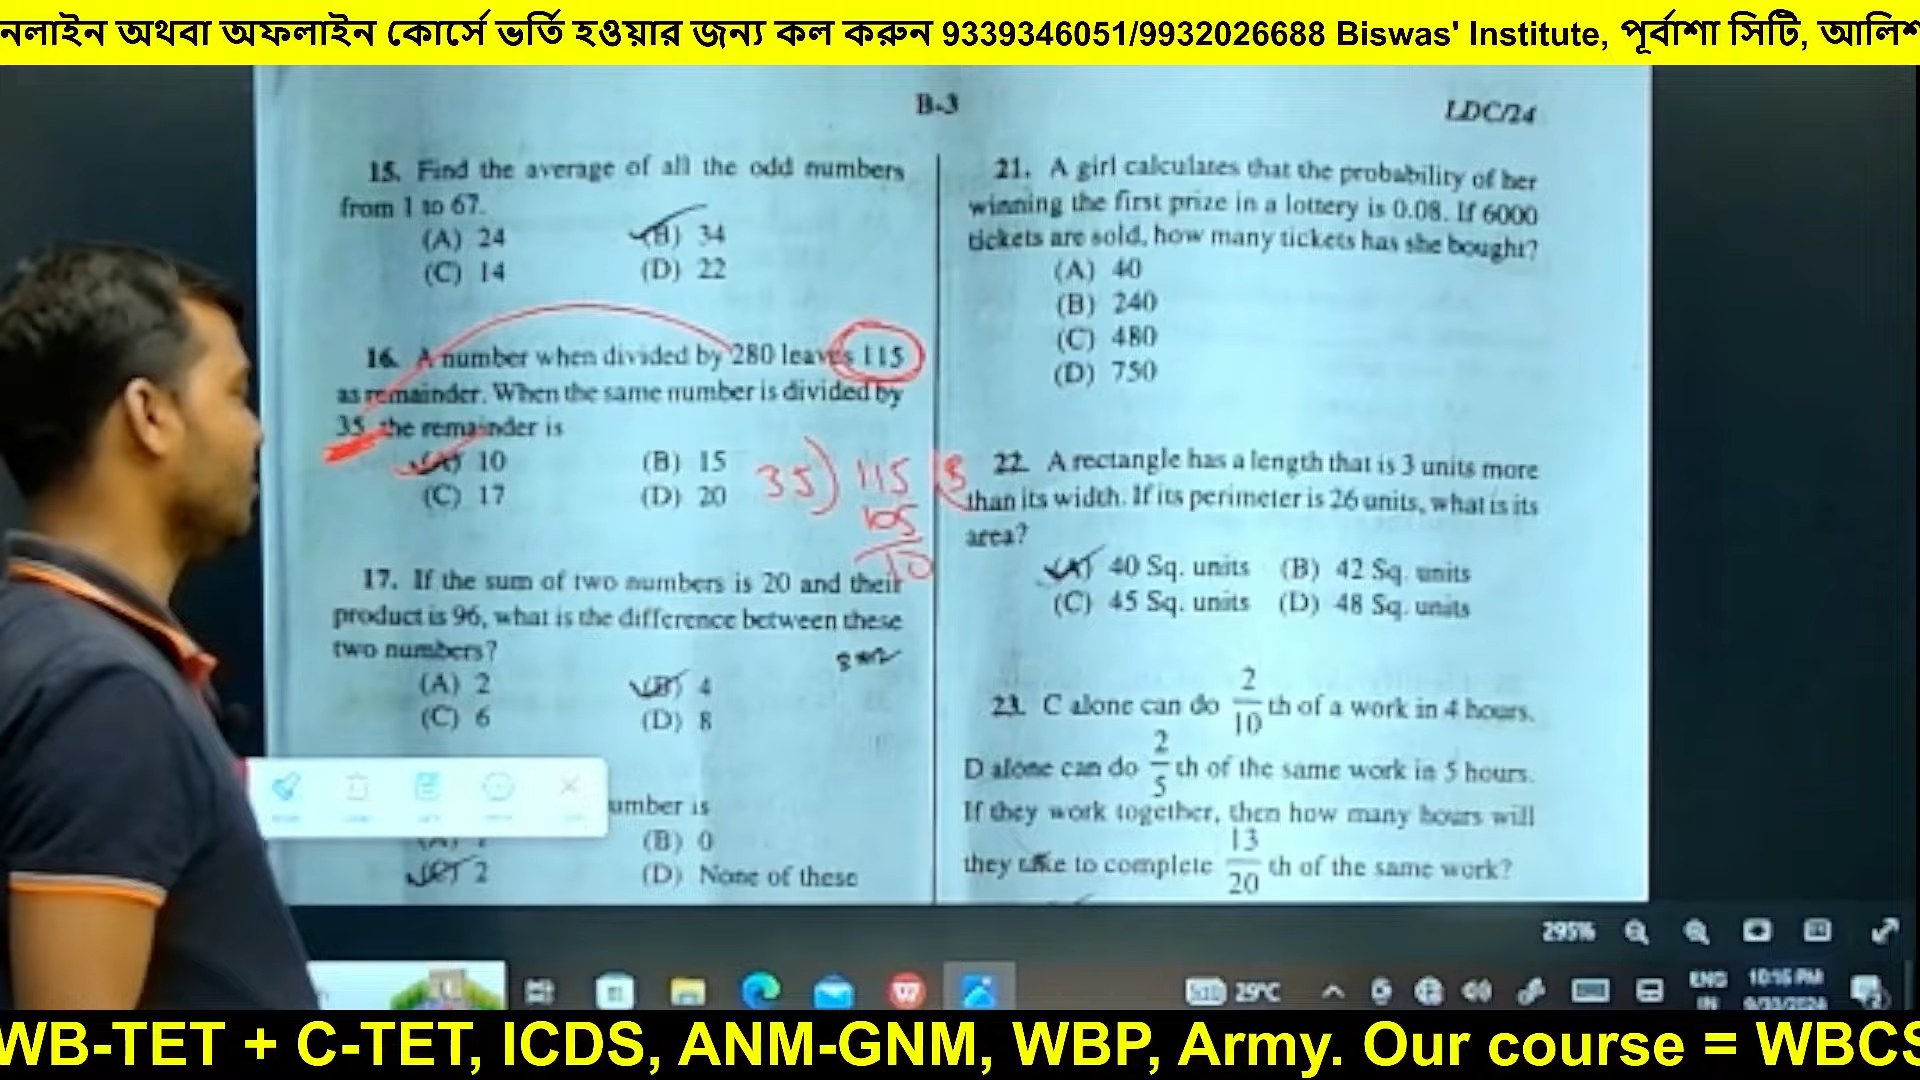 নলাইন অথবা অফলাইন কোর্সে ভর্তি হওয়ার জন্য কল করুন 9339346051/9932026688 Biswas' Institute, পূর্বাশা সিটি, আলিশ
B-3
LDC/24
15. Find the average of all the odd numbers
from 1 to 67.
(A) 24 (B) 34
(C) 14 (D) 22
16. A number when divided by 280 leaves 115
as remainder. When the same number is divided by
35, the remainder is
(A) 10 (B) 15
(C) 17 (D) 20
35) 115 (3
105
10
17. If the sum of two numbers is 20 and their
product is 96, what is the difference between these
two numbers?
(A) 2 (B) 4
(C) 6 (D) 8
umber is
(B) 0
(C) 2 (D) None of these
21. A girl calculates that the probability of her
winning the first prize in a lottery is 0.08. If 6000
tickets are sold, how many tickets has she bought?
(A) 40
(B) 240
(C) 480
(D) 750
22. A rectangle has a length that is 3 units more
than its width. If its perimeter is 26 units, what is its
area?
(A) 40 Sq. units (B) 42 Sq. units
(C) 45 Sq. units (D) 48 Sq. units
23. C alone can do 2/10 th of a work in 4 hours.
D alone can do 2/5 th of the same work in 5 hours.
If they work together, then how many hours will
they take to complete 13/20 th of the same work?
295%
29°C
ENG
IN
10:16 PM
WB-TET + C-TET, ICDS, ANM-GNM, WBP, Army. Our course = WBCS